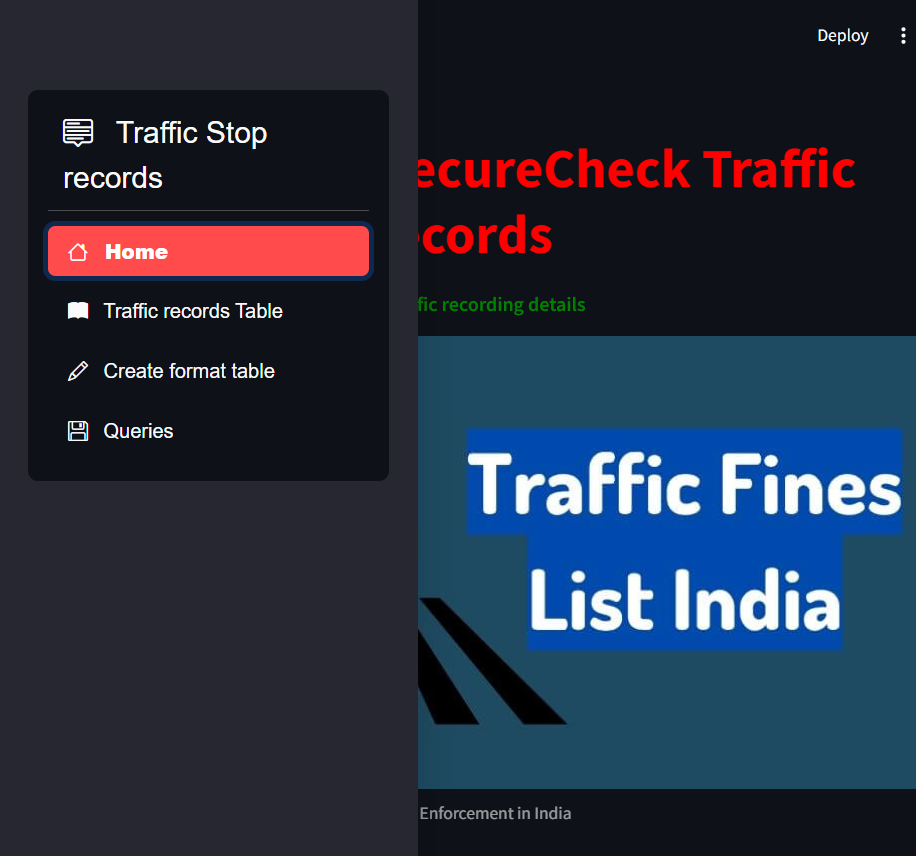 Deploy
Traffic Stop
records
Home
Traffic records Table
Create format table
Queries
ecureCheck Traffic
cords
fic recording details
Traffic Fines
List India
Enforcement in India